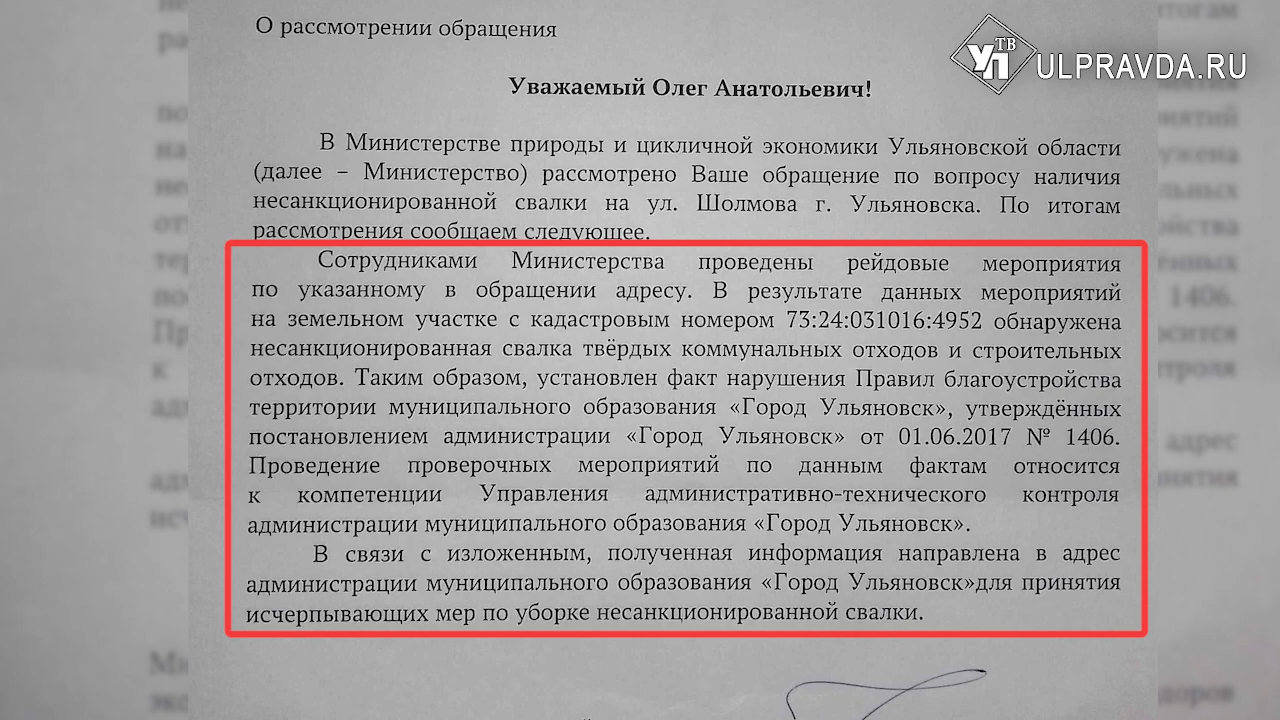 О рассмотрении обращения
УП ТВ ULPRAVDA.RU
Уважаемый Олег Анатольевич!
В Министерстве природы и цикличной экономики Ульяновской области
(далее – Министерство) рассмотрено Ваше обращение по вопросу наличия
несанкционированной свалки на ул. Шолмова г. Ульяновска. По итогам
рассмотрения сообщаем следующее.
Сотрудниками Министерства проведены рейдовые мероприятия
по указанному в обращении адресу. В результате данных мероприятий
на земельном участке с кадастровым номером 73:24:031016:4952 обнаружена
несанкционированная свалка твёрдых коммунальных отходов и строительных
отходов. Таким образом, установлен факт нарушения Правил благоустройства
территории муниципального образования «Город Ульяновск», утверждённых
постановлением администрации «Город Ульяновск» от 01.06.2017 № 1406.
Проведение проверочных мероприятий по данным фактам относится
к компетенции Управления административно-технического контроля
администрации муниципального образования «Город Ульяновск».
В связи с изложенным, полученная информация направлена в адрес
администрации муниципального образования «Город Ульяновск»для принятия
исчерпывающих мер по уборке несанкционированной свалки.